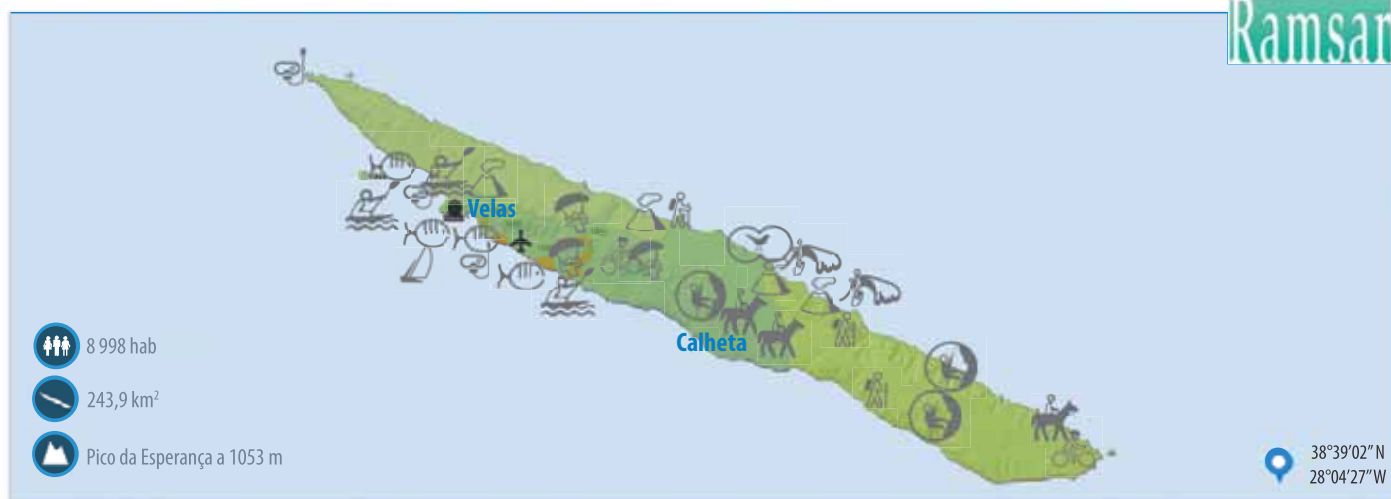 Ramsar
Velas
Calheta
8 998 hab
243,9 km²
Pico da Esperança a 1053 m
38°39’02’’ N
28°04’27’’ W